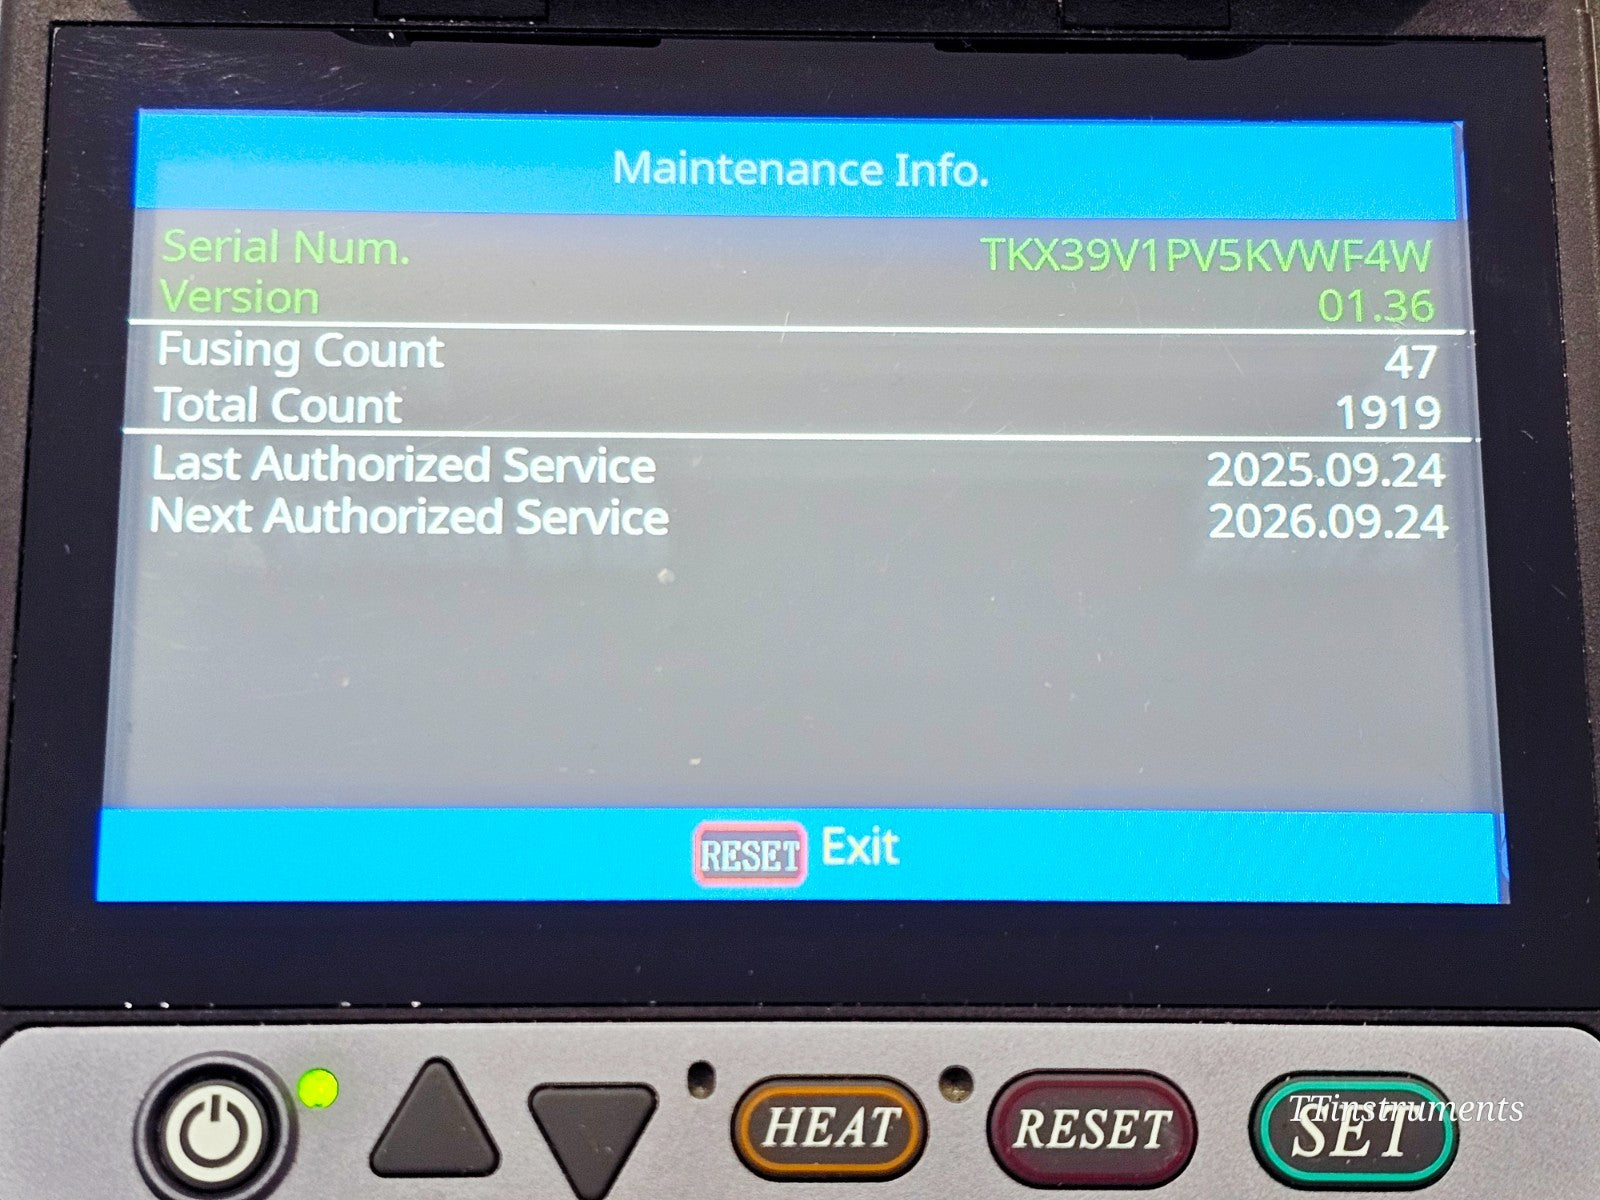 Maintenance Info.
Serial Num. TKX39V1PV5KVWF4W
Version 01.36
Fusing Count 47
Total Count 1919
Last Authorized Service 2025.09.24
Next Authorized Service 2026.09.24
RESET Exit
HEAT RESET SET
TTinstruments